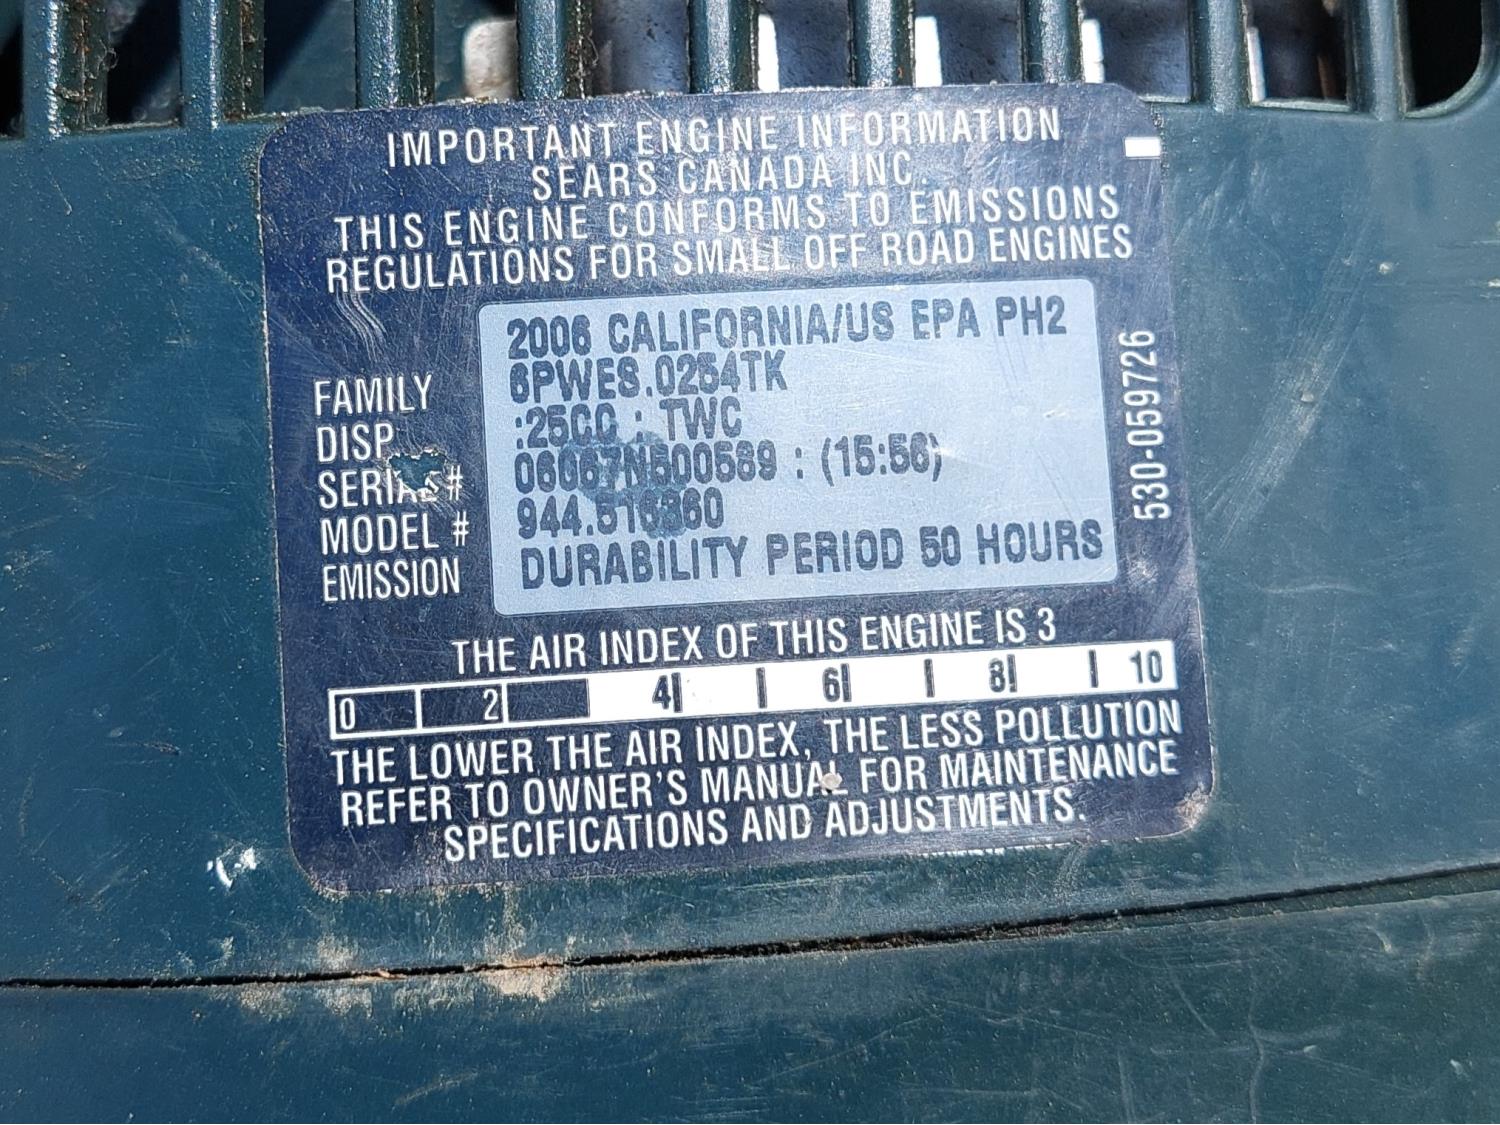 IMPORTANT ENGINE INFORMATION
SEARS CANADA INC.
THIS ENGINE CONFORMS TO EMISSIONS
REGULATIONS FOR SMALL OFF ROAD ENGINES
2006 CALIFORNIA/US EPA PH2
FAMILY 6PWES.0254TK
DISP :25CC : TWC
SERIAL # : (15:56)
MODEL #
EMISSION DURABILITY PERIOD 50 HOURS
530-059726
THE AIR INDEX OF THIS ENGINE IS 3
0 2 4 6 8 10
THE LOWER THE AIR INDEX, THE LESS POLLUTION
REFER TO OWNER'S MANUAL FOR MAINTENANCE
SPECIFICATIONS AND ADJUSTMENTS.